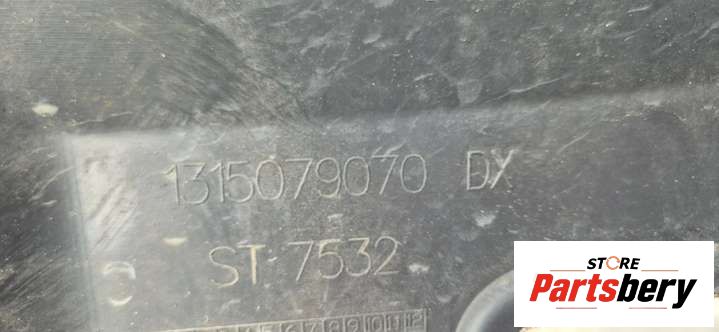 1315079070 DX
ST-7532
STORE
Partsbery